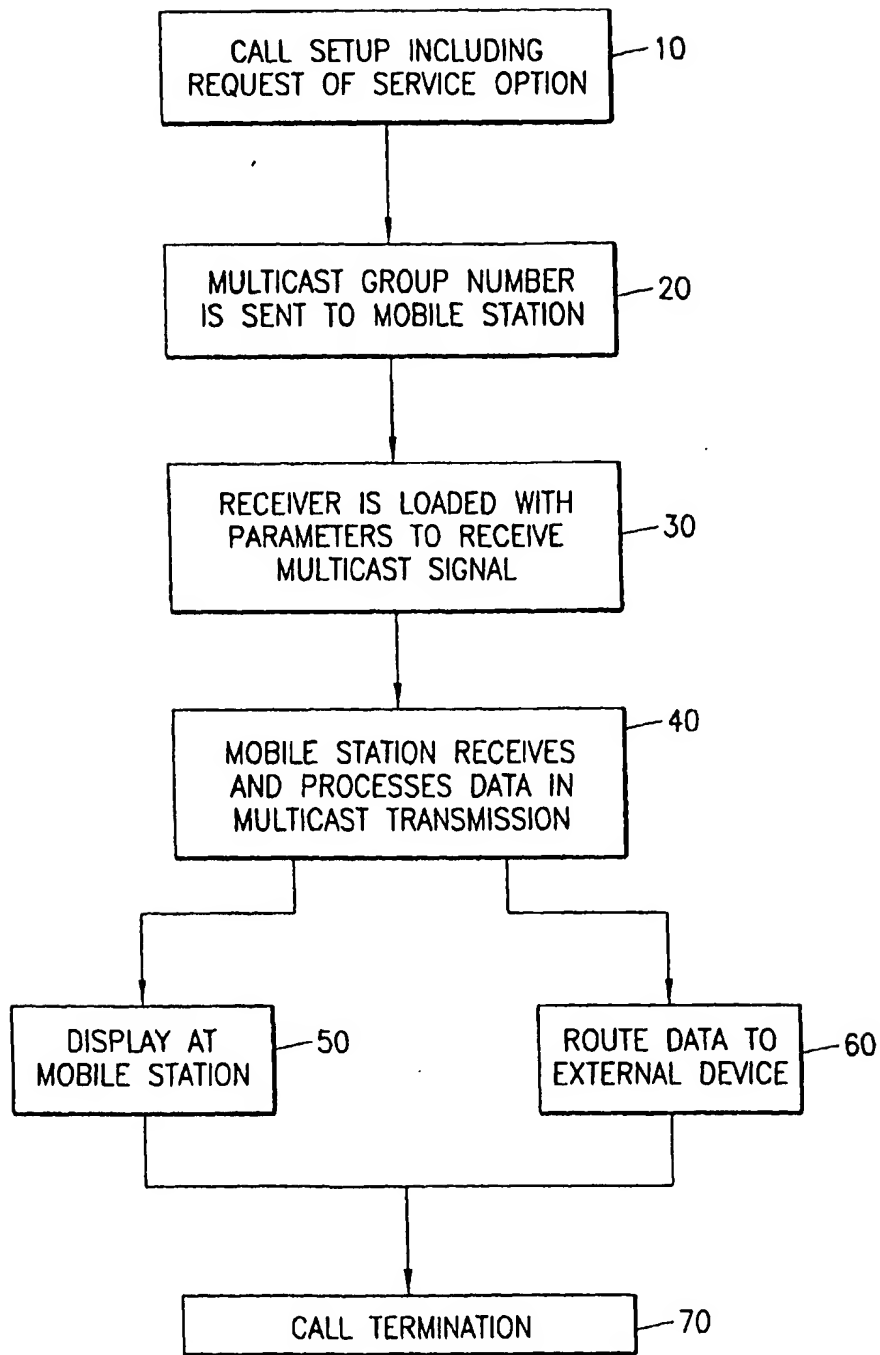 CALL SETUP INCLUDING
REQUEST OF SERVICE OPTION
10
MULTICAST GROUP NUMBER
IS SENT TO MOBILE STATION
20
RECEIVER IS LOADED WITH
PARAMETERS TO RECEIVE
MULTICAST SIGNAL
30
MOBILE STATION RECEIVES
AND PROCESSES DATA IN
MULTICAST TRANSMISSION
40
DISPLAY AT
MOBILE STATION
50
ROUTE DATA TO
EXTERNAL DEVICE
60
CALL TERMINATION
70